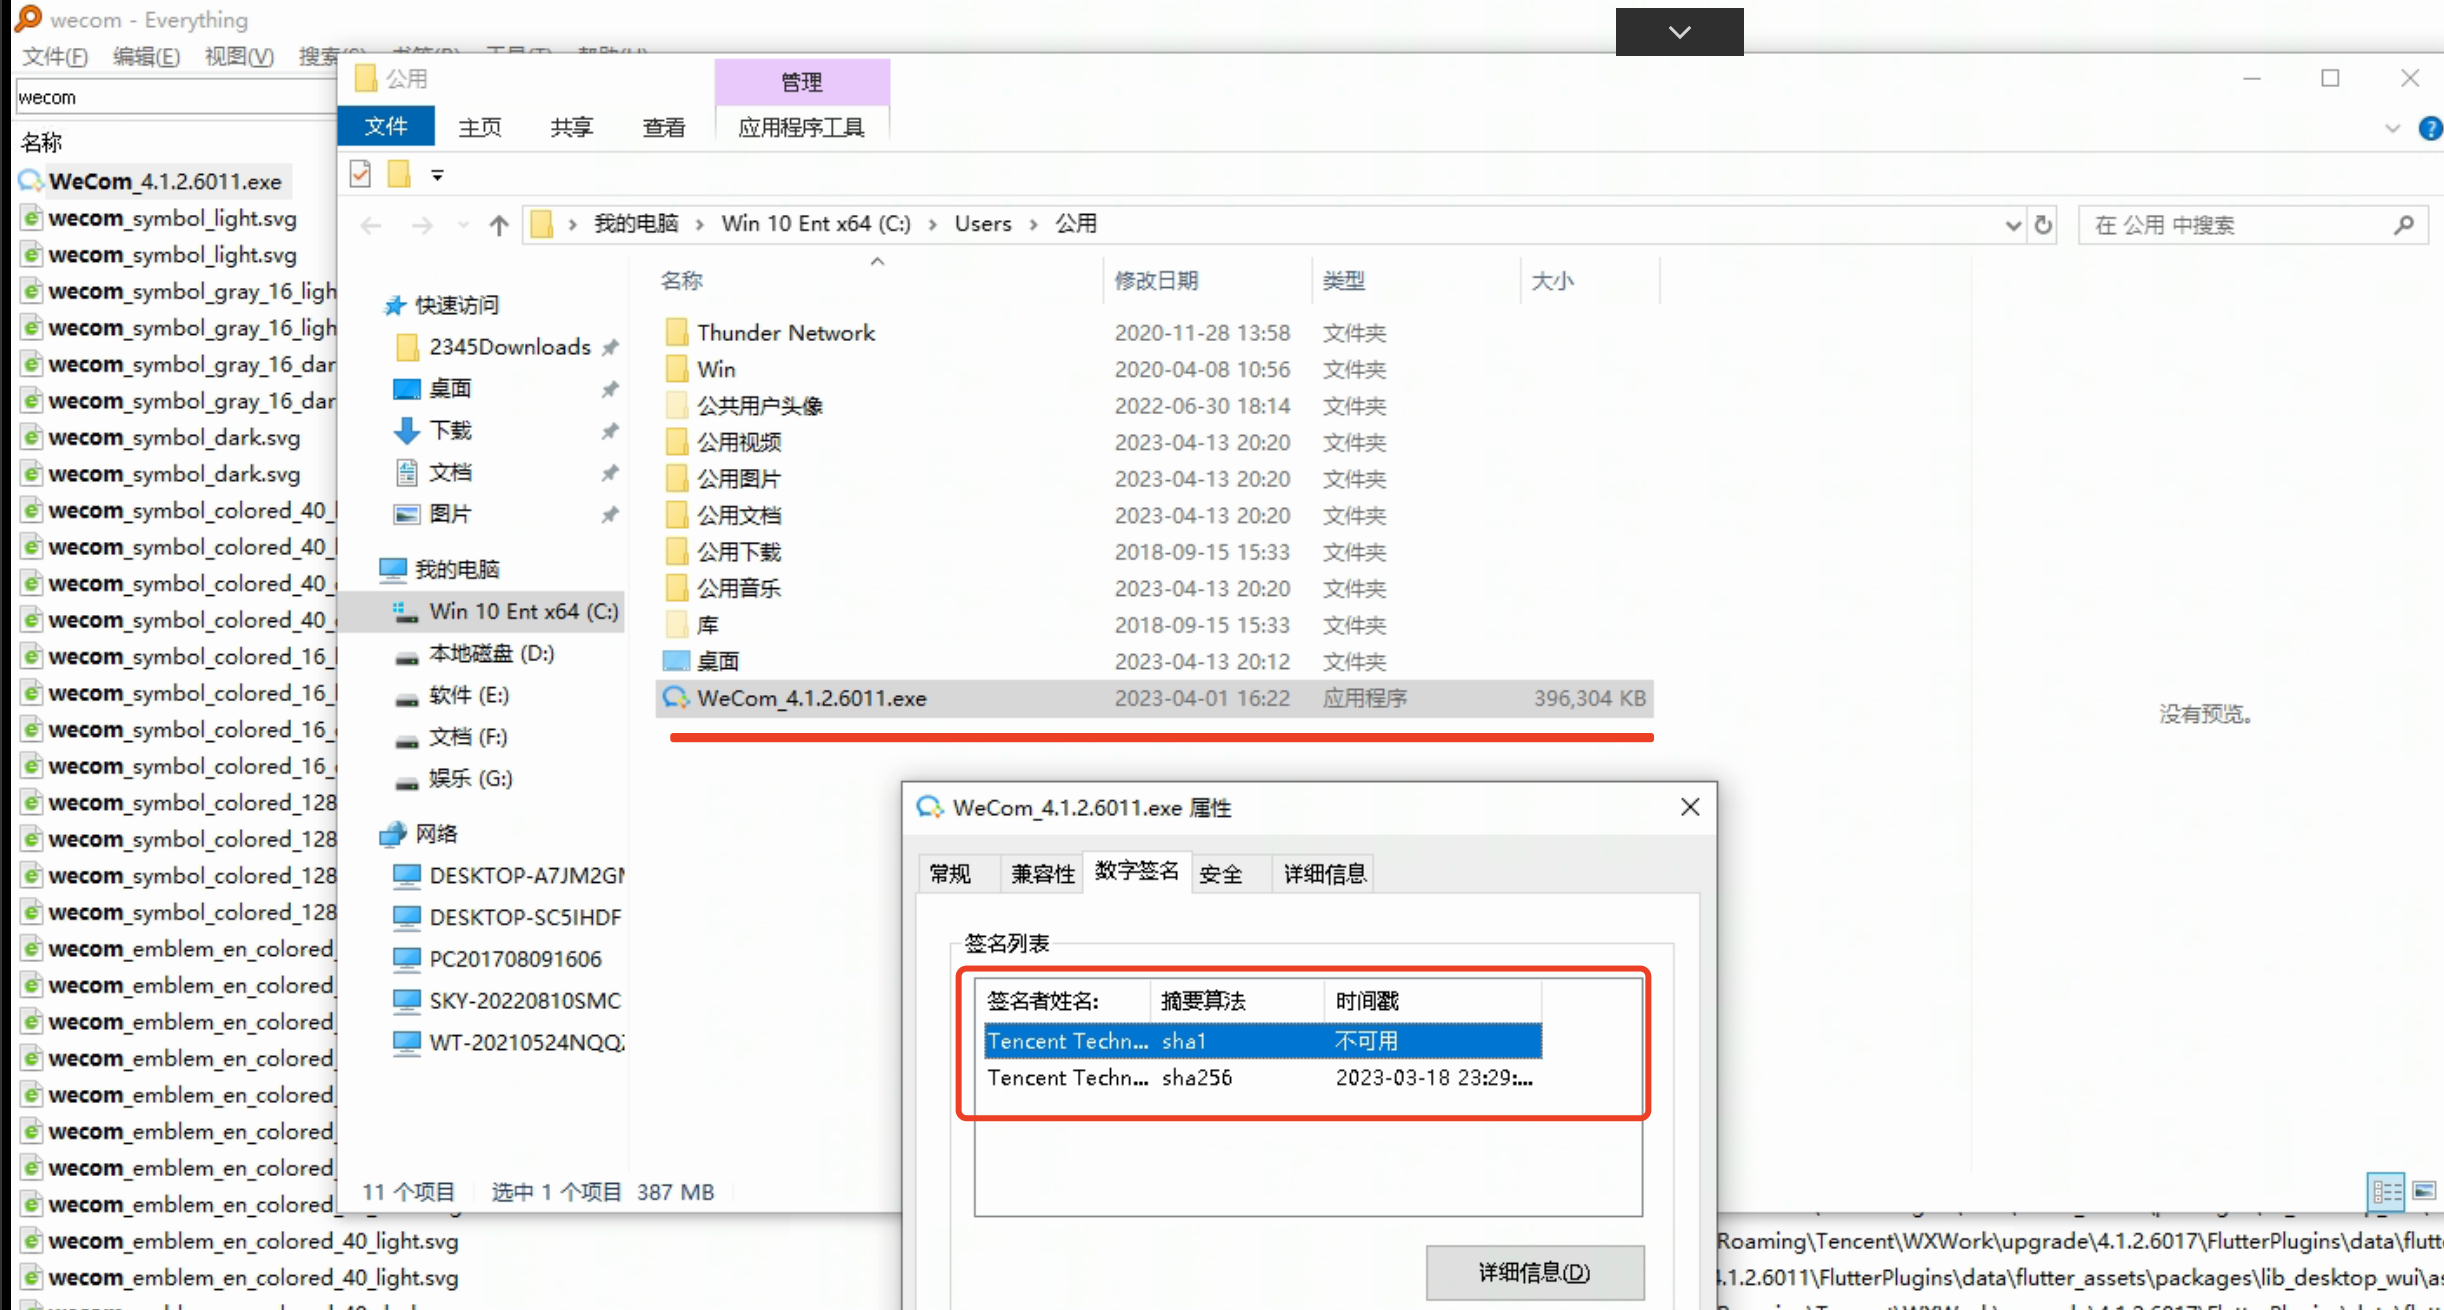 wecom - Everything
文件(F) 编辑(E) 视图(V) 搜索(S) 书签(B) 工具(T) 帮助(H)
wecom
名称
WeCom_4.1.2.6011.exe
wecom_symbol_light.svg
wecom_symbol_light.svg
wecom_symbol_gray_16_ligh
wecom_symbol_gray_16_ligh
wecom_symbol_gray_16_dar
wecom_symbol_gray_16_dar
wecom_symbol_dark.svg
wecom_symbol_dark.svg
wecom_symbol_colored_40_
wecom_symbol_colored_40_
wecom_symbol_colored_40_
wecom_symbol_colored_40_
wecom_symbol_colored_16_
wecom_symbol_colored_16_
wecom_symbol_colored_16_
wecom_symbol_colored_16_
wecom_symbol_colored_128
wecom_symbol_colored_128
wecom_symbol_colored_128
wecom_symbol_colored_128
wecom_emblem_en_colored_
wecom_emblem_en_colored_
wecom_emblem_en_colored_
wecom_emblem_en_colored_
wecom_emblem_en_colored_
wecom_emblem_en_colored_
wecom_emblem_en_colored_
wecom_emblem_en_colored_
wecom_emblem_en_colored_40_light.svg
wecom_emblem_en_colored_40_light.svg
公用
管理
文件 主页 共享 查看 应用程序工具
我的电脑 › Win 10 Ent x64 (C:) › Users › 公用
在 公用 中搜索
快速访问
2345Downloads
桌面
下载
文档
图片
我的电脑
Win 10 Ent x64 (C:)
本地磁盘 (D:)
软件 (E:)
文档 (F:)
娱乐 (G:)
网络
DESKTOP-A7JM2GM
DESKTOP-SC5IHDF
PC201708091606
SKY-20220810SMC
WT-20210524NQQZ
名称 修改日期 类型 大小
Thunder Network 2020-11-28 13:58 文件夹
Win 2020-04-08 10:56 文件夹
公共用户头像 2022-06-30 18:14 文件夹
公用视频 2023-04-13 20:20 文件夹
公用图片 2023-04-13 20:20 文件夹
公用文档 2023-04-13 20:20 文件夹
公用下载 2018-09-15 15:33 文件夹
公用音乐 2023-04-13 20:20 文件夹
库 2018-09-15 15:33 文件夹
桌面 2023-04-13 20:12 文件夹
WeCom_4.1.2.6011.exe 2023-04-01 16:22 应用程序 396,304 KB
没有预览。
11 个项目 选中 1 个项目 387 MB
WeCom_4.1.2.6011.exe 属性
常规 兼容性 数字签名 安全 详细信息
签名列表
签名者姓名: 摘要算法 时间戳
Tencent Techn... sha1 不可用
Tencent Techn... sha256 2023-03-18 23:29:...
详细信息(D)
Roaming\Tencent\WXWork\upgrade\4.1.2.6017\FlutterPlugins\data\flutt
.1.2.6011\FlutterPlugins\data\flutter_assets\packages\lib_desktop_wui\as